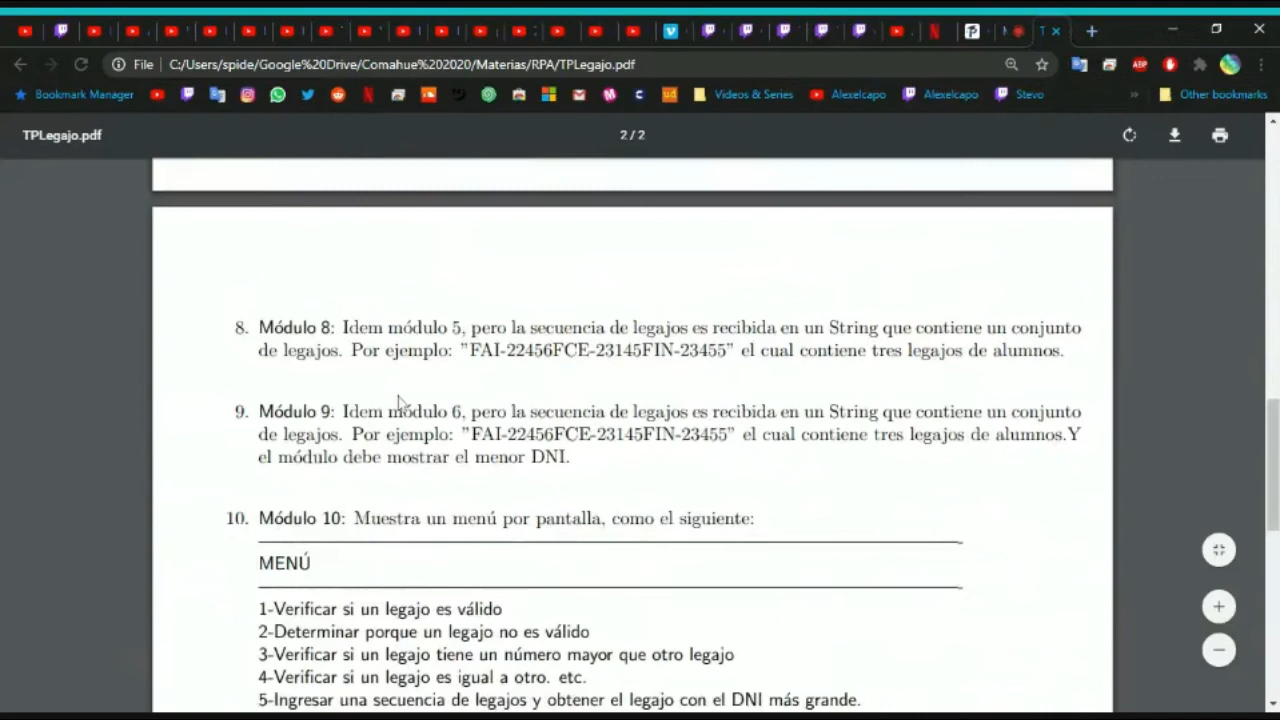 File
C:/Users/spide/Google%20Drive/Comahue%202020/Materias/RPA/TPLegajo.pdf
Bookmark Manager
Videos & Series
Alexelcapo
Alexelcapo
Stevo
Other bookmarks
TPLegajo.pdf
2 / 2
8. Módulo 8: Idem módulo 5, pero la secuencia de legajos es recibida en un String que contiene un conjunto
de legajos. Por ejemplo: ”FAI-22456FCE-23145FIN-23455” el cual contiene tres legajos de alumnos.
9. Módulo 9: Idem módulo 6, pero la secuencia de legajos es recibida en un String que contiene un conjunto
de legajos. Por ejemplo: ”FAI-22456FCE-23145FIN-23455” el cual contiene tres legajos de alumnos.Y
el módulo debe mostrar el menor DNI.
10. Módulo 10: Muestra un menú por pantalla, como el siguiente:
MENÚ
1-Verificar si un legajo es válido
2-Determinar porque un legajo no es válido
3-Verificar si un legajo tiene un número mayor que otro legajo
4-Verificar si un legajo es igual a otro. etc.
5-Ingresar una secuencia de legajos y obtener el legajo con el DNI más grande.